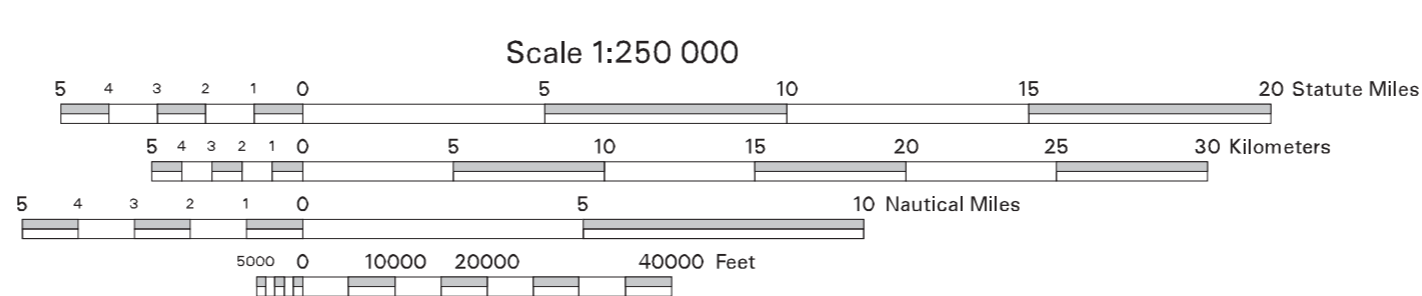 Scale 1:250 000
5 4 3 2 1 0 5 10 15 20 Statute Miles
5 4 3 2 1 0 5 10 15 20 25 30 Kilometers
5 4 3 2 1 0 5 10 Nautical Miles
5000 0 10000 20000 40000 Feet